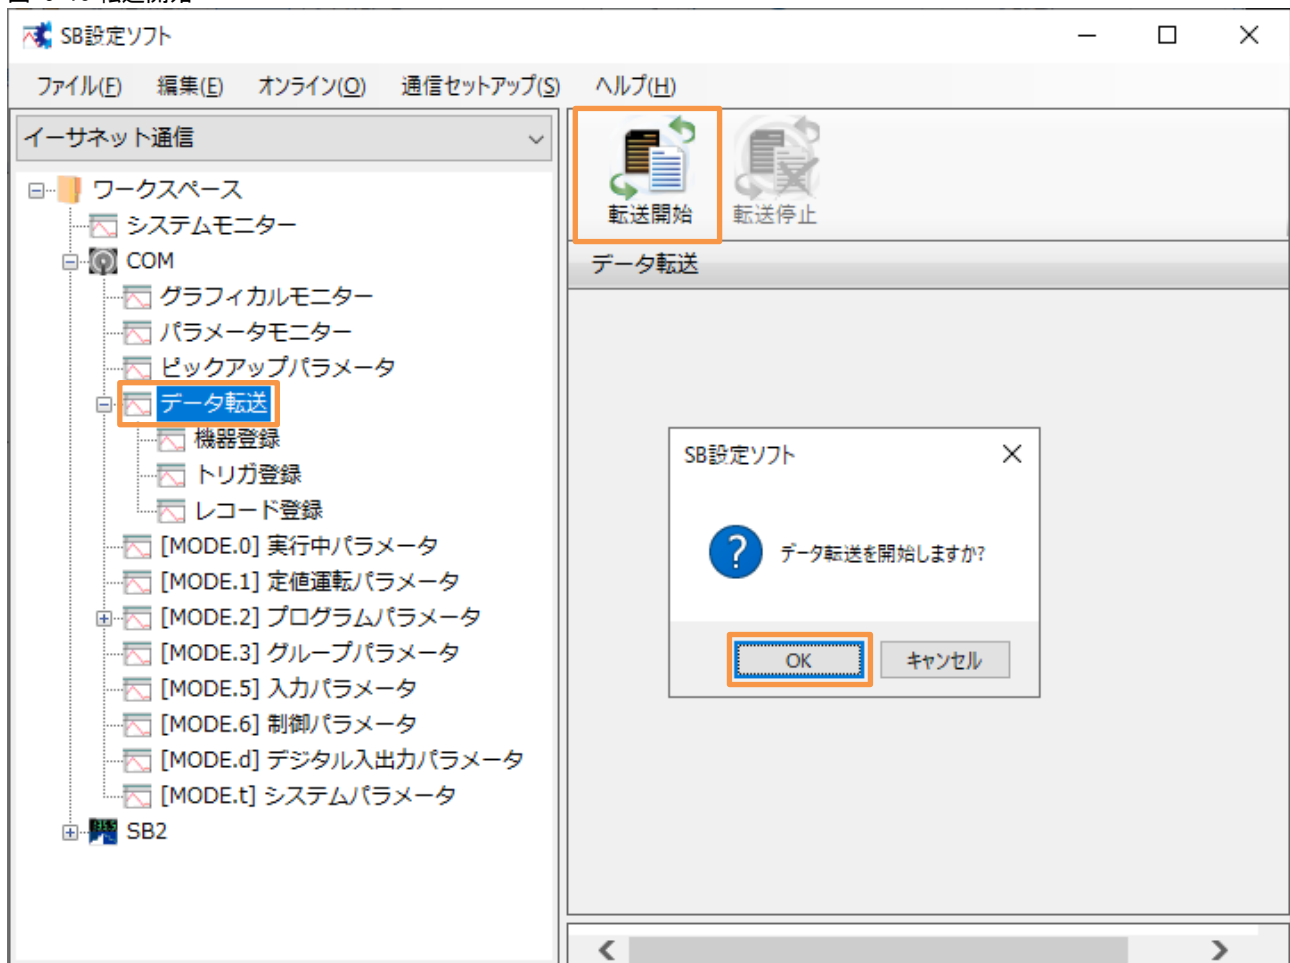 SB設定ソフト
ファイル(F) 編集(E) オンライン(O) 通信セットアップ(S) ヘルプ(H)
イーサネット通信
ワークスペース
システムモニター
COM
グラフィカルモニター
パラメータモニター
ピックアップパラメータ
データ転送
機器登録
トリガ登録
レコード登録
[MODE.0] 実行中パラメータ
[MODE.1] 定値運転パラメータ
[MODE.2] プログラムパラメータ
[MODE.3] グループパラメータ
[MODE.5] 入力パラメータ
[MODE.6] 制御パラメータ
[MODE.d] デジタル入出力パラメータ
[MODE.t] システムパラメータ
SB2
転送開始 転送停止
データ転送
SB設定ソフト
データ転送を開始しますか?
OK キャンセル